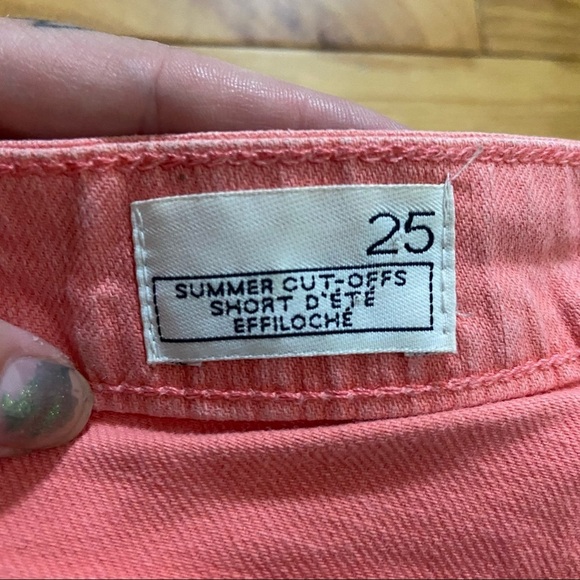 25
SUMMER CUT-OFFS
SHORT D'ÉTÉ
EFFILOCHÉ